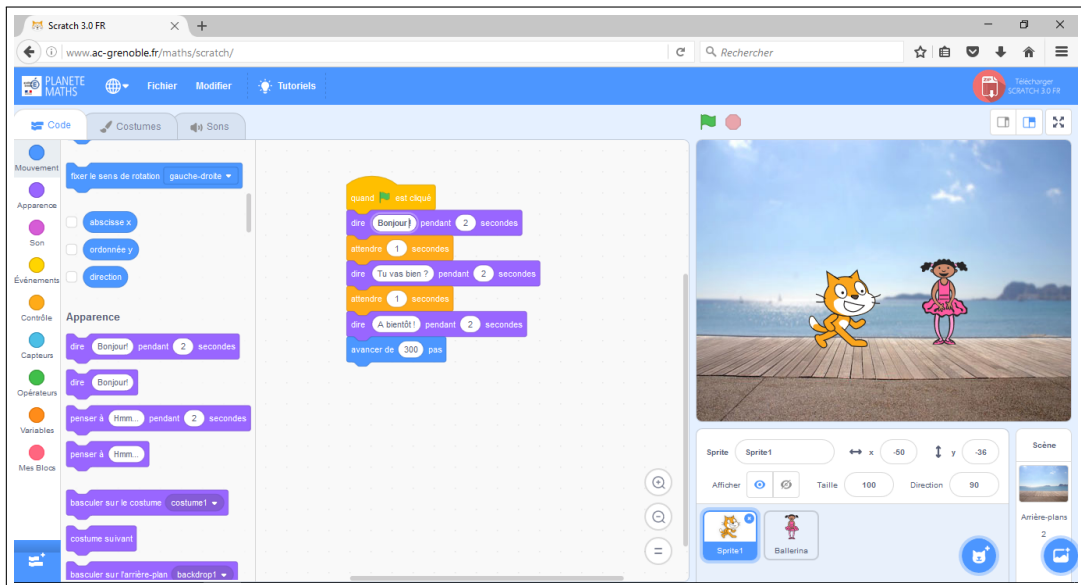 Scratch 3.0 FR
www.ac-grenoble.fr/maths/scratch/
Rechercher
PLANETE
MATHS
Fichier
Modifier
Tutoriels
ZIP
Télécharger
SCRATCH 3.0 FR
Code
Costumes
Sons
Mouvement
Apparence
Son
Événements
Contrôle
Capteurs
Opérateurs
Variables
Mes Blocs
fixer le sens de rotation gauche-droite
abscisse x
ordonnée y
direction
Apparence
dire Bonjour! pendant 2 secondes
dire Bonjour!
penser à Hmm... pendant 2 secondes
penser à Hmm...
basculer sur le costume costume1
costume suivant
basculer sur l'arrière-plan backdrop1
quand est cliqué
dire Bonjour! pendant 2 secondes
attendre 1 secondes
dire Tu vas bien ? pendant 2 secondes
attendre 1 secondes
dire A bientôt ! pendant 2 secondes
avancer de 300 pas
Sprite Sprite1 x -50 y -36
Afficher Taille 100 Direction 90
Sprite1
Ballerina
Scène
Arrière-plans
2